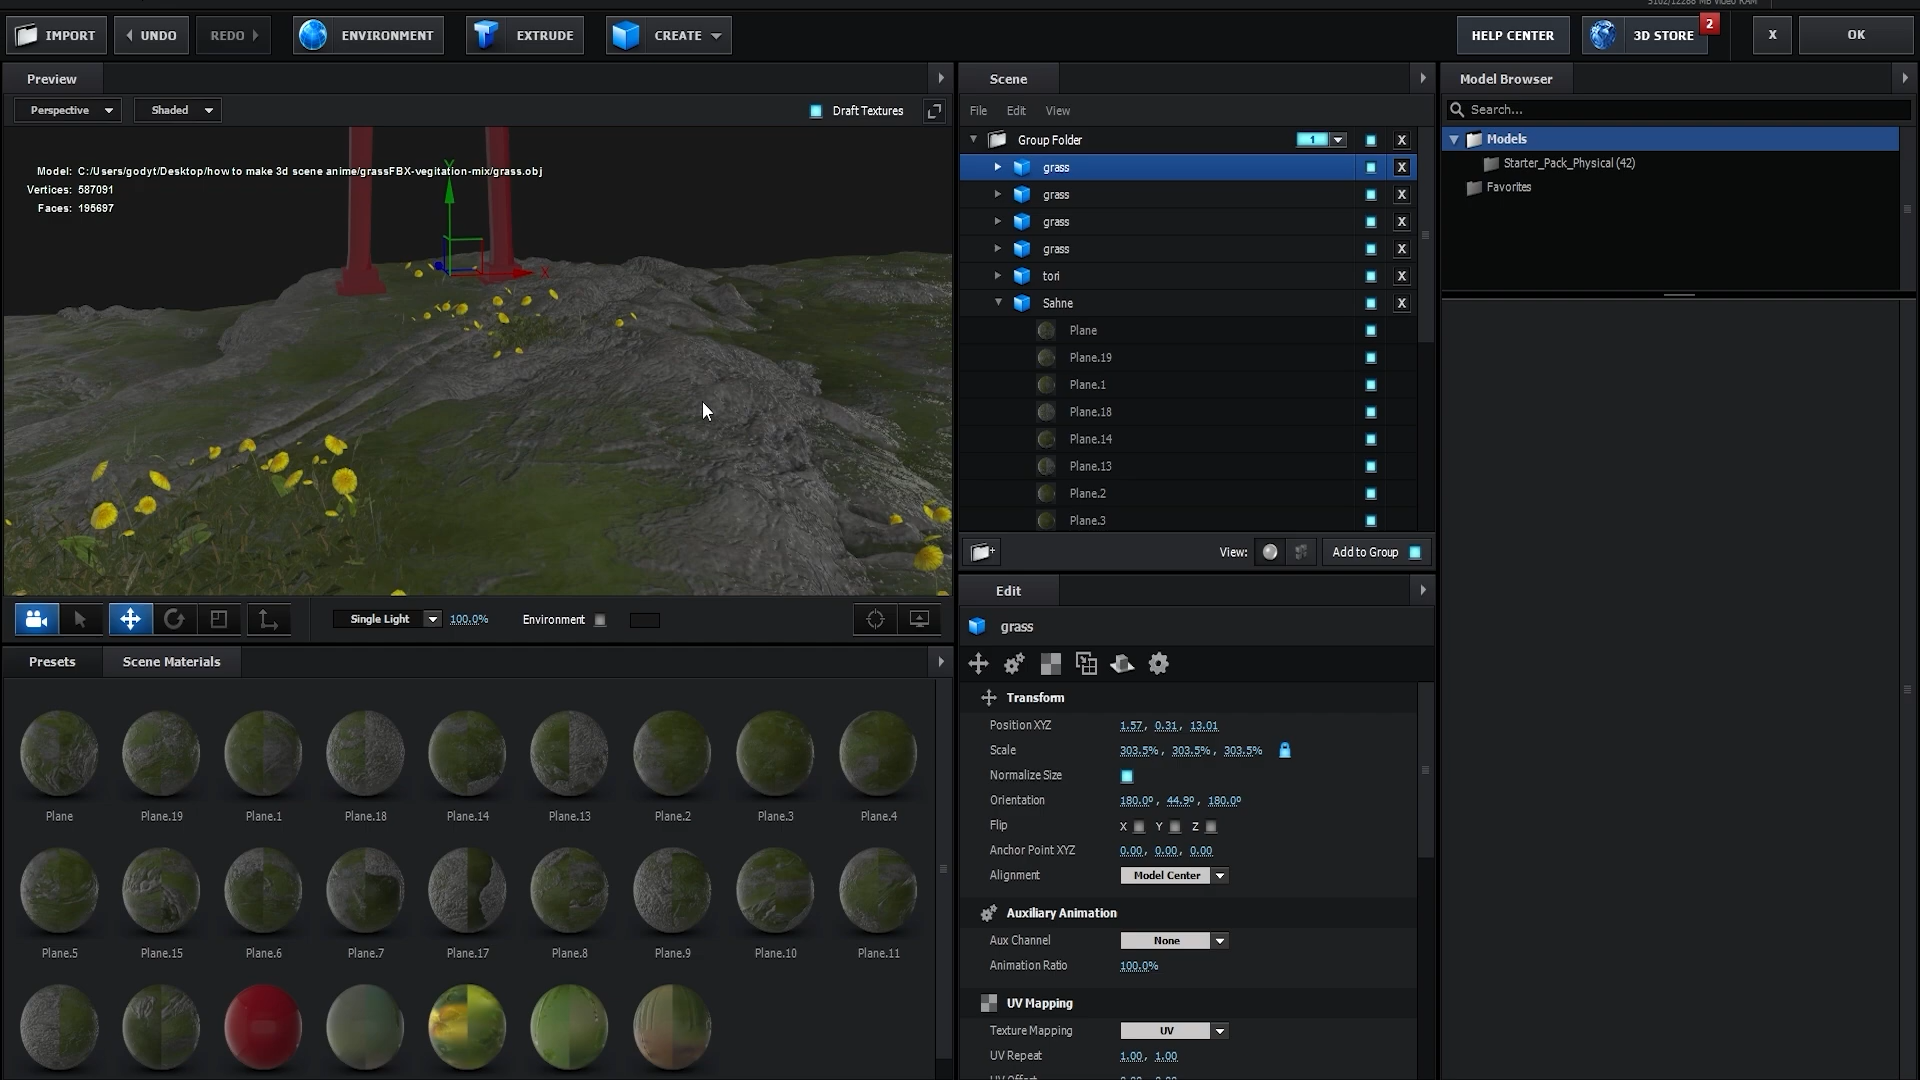 IMPORT
UNDO
REDO
ENVIRONMENT
EXTRUDE
CREATE
HELP CENTER
3D STORE
2
X
OK
Preview
Perspective
Shaded
Draft Textures
Model: C:/Users/godyt/Desktop/how to make 3d scene anime/grassFBX-vegitation-mix/grass.obj
Vertices: 587091
Faces: 195697
Y
X
Single Light
100.0%
Environment
Presets
Scene Materials
Plane
Plane.19
Plane.1
Plane.18
Plane.14
Plane.13
Plane.2
Plane.3
Plane.4
Plane.5
Plane.15
Plane.6
Plane.7
Plane.17
Plane.8
Plane.9
Plane.10
Plane.11
Scene
File Edit View
Group Folder 1 X
grass X
grass X
grass X
grass X
tori X
Sahne X
Plane
Plane.19
Plane.1
Plane.18
Plane.14
Plane.13
Plane.2
Plane.3
View:
Add to Group
Edit
grass
Transform
Position XYZ 1.57, 0.31, 13.01
Scale 303.5%, 303.5%, 303.5%
Normalize Size
Orientation 180.0º, 44.9º, 180.0º
Flip X Y Z
Anchor Point XYZ 0.00, 0.00, 0.00
Alignment Model Center
Auxiliary Animation
Aux Channel None
Animation Ratio 100.0%
UV Mapping
Texture Mapping UV
UV Repeat 1.00, 1.00
Model Browser
Search...
Models
Starter_Pack_Physical (42)
Favorites